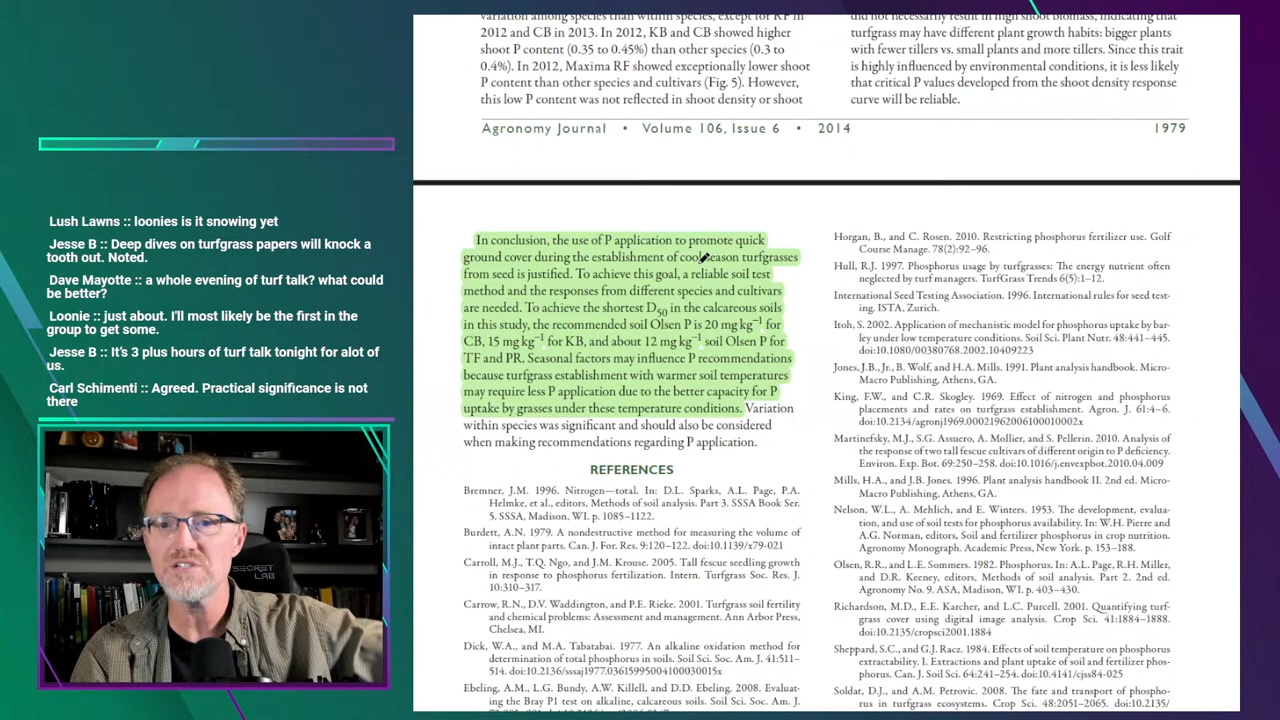 Lush Lawns :: loonies is it snowing yet
Jesse B :: Deep dives on turfgrass papers will knock a
tooth out. Noted.
Dave Mayotte :: a whole evening of turf talk? what could
be better?
Loonie :: just about. I'll most likely be the first in the
group to get some.
Jesse B :: It's 3 plus hours of turf talk tonight for alot of
us.
Carl Schimenti :: Agreed. Practical significance is not
there
SECRET
LAB
variation among species than within species, except for RF in
2012 and CB in 2013. In 2012, KB and CB showed higher
shoot P content (0.35 to 0.45%) than other species (0.3 to
0.4%). In 2012, Maxima RF showed exceptionally lower shoot
P content than other species and cultivars (Fig. 5). However,
this low P content was not reflected in shoot density or shoot
did not necessarily result in high shoot biomass, indicating that
turfgrass may have different plant growth habits: bigger plants
with fewer tillers vs. small plants and more tillers. Since this trait
is highly influenced by environmental conditions, it is less likely
that critical P values developed from the shoot density response
curve will be reliable.
Agronomy Journal • Volume 106, Issue 6 • 2014 1979
In conclusion, the use of P application to promote quick
ground cover during the establishment of cool-season turfgrasses
from seed is justified. To achieve this goal, a reliable soil test
method and the responses from different species and cultivars
are needed. To achieve the shortest D50 in the calcareous soils
in this study, the recommended soil Olsen P is 20 mg kg−1 for
CB, 15 mg kg−1 for KB, and about 12 mg kg−1 soil Olsen P for
TF and PR. Seasonal factors may influence P recommendations
because turfgrass establishment with warmer soil temperatures
may require less P application due to the better capacity for P
uptake by grasses under these temperature conditions. Variation
within species was significant and should also be considered
when making recommendations regarding P application.
REFERENCES
Bremner, J.M. 1996. Nitrogen—total. In: D.L. Sparks, A.L. Page, P.A.
Helmke, et al., editors, Methods of soil analysis. Part 3. SSSA Book Ser.
5. SSSA, Madison, WI. p. 1085–1122.
Burdett, A.N. 1979. A nondestructive method for measuring the volume of
intact plant parts. Can. J. For. Res. 9:120–122. doi:10.1139/x79-021
Carroll, M.J., T.Q. Ngo, and J.M. Krouse. 2005. Tall fescue seedling growth
in response to phosphorus fertilization. Intern. Turfgrass Soc. Res. J.
10:310–317.
Carrow, R.N., D.V. Waddington, and P.E. Rieke. 2001. Turfgrass soil fertility
and chemical problems: Assessment and management. Ann Arbor Press,
Chelsea, MI.
Dick, W.A., and M.A. Tabatabai. 1977. An alkaline oxidation method for
determination of total phosphorus in soils. Soil Sci. Soc. Am. J. 41:511–
514. doi:10.2136/sssaj1977.03615995004100030015x
Ebeling, A.M., L.G. Bundy, A.W. Killell, and D.D. Ebeling. 2008. Evaluat-
ing the Bray P1 test on alkaline, calcareous soils. Soil Sci. Soc. Am. J.
Horgan, B., and C. Rosen. 2010. Restricting phosphorus fertilizer use. Golf
Course Manage. 78(2):92–96.
Hull, R.J. 1997. Phosphorus usage by turfgrasses: The energy nutrient often
neglected by turf managers. TurfGrass Trends 6(5):1–12.
International Seed Testing Association. 1996. International rules for seed test-
ing. ISTA, Zurich.
Itoh, S. 2002. Application of mechanistic model for phosphorus uptake by bar-
ley under low temperature conditions. Soil Sci. Plant Nutr. 48:441–445.
doi:10.1080/00380768.2002.10409223
Jones, J.B., Jr., B. Wolf, and H.A. Mills. 1991. Plant analysis handbook. Micro-
Macro Publishing, Athens, GA.
King, F.W., and C.R. Skogley. 1969. Effect of nitrogen and phosphorus
placements and rates on turfgrass establishment. Agron. J. 61:4–6.
doi:10.2134/agronj1969.00021962006100010002x
Martinefsky, M.J., S.G. Assuero, A. Mollier, and S. Pellerin. 2010. Analysis of
the response of two tall fescue cultivars of different origin to P deficiency.
Environ. Exp. Bot. 69:250–258. doi:10.1016/j.envexpbot.2010.04.009
Mills, H.A., and J.B. Jones. 1996. Plant analysis handbook II. 2nd ed. Micro-
Macro Publishing, Athens, GA.
Nelson, W.L., A. Mehlich, and E. Winters. 1953. The development, evalua-
tion, and use of soil tests for phosphorus availability. In: W.H. Pierre and
A.G. Norman, editors, Soil and fertilizer phosphorus in crop nutrition.
Agronomy Monograph. Academic Press, New York. p. 153–188.
Olsen, R.R., and L.E. Sommers. 1982. Phosphorus. In: A.L. Page, R.H. Miller,
and D.R. Keeney, editors, Methods of soil analysis. Part 2. 2nd ed.
Agronomy No. 9. ASA, Madison, WI. p. 403–430.
Richardson, M.D., E.E. Karcher, and L.C. Purcell. 2001. Quantifying turf-
grass cover using digital image analysis. Crop Sci. 41:1884–1888.
doi:10.2135/cropsci2001.1884
Sheppard, S.C., and G.J. Racz. 1984. Effects of soil temperature on phosphorus
extractability. I. Extractions and plant uptake of soil and fertilizer phos-
phorus. Can. J. Soil Sci. 64:241–254. doi:10.4141/cjss84-025
Soldat, D.J., and A.M. Petrovic. 2008. The fate and transport of phospho-
rus in turfgrass ecosystems. Crop Sci. 48:2051–2065. doi:10.2135/